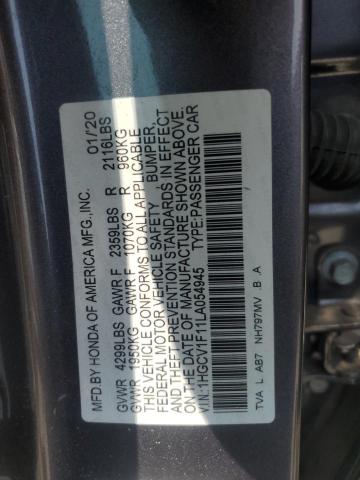 MFD.BY HONDA OF AMERICA MFG.,INC. 01/'20
GVWR 4299LBS GAWR F 2359LBS R 2116LBS
GVWR 1950KG GAWR F 1070KG R 960KG
THIS VEHICLE CONFORMS TO ALL APPLICABLE
FEDERAL MOTOR VEHICLE SAFETY, BUMPER,
AND THEFT PREVENTION STANDARDS IN EFFECT
ON THE DATE OF MANUFACTURE SHOWN ABOVE.
V.I.N.:1HGCV1F11LA054945 TYPE:PASSENGER CAR
TVA L AB7 NH797MV B A